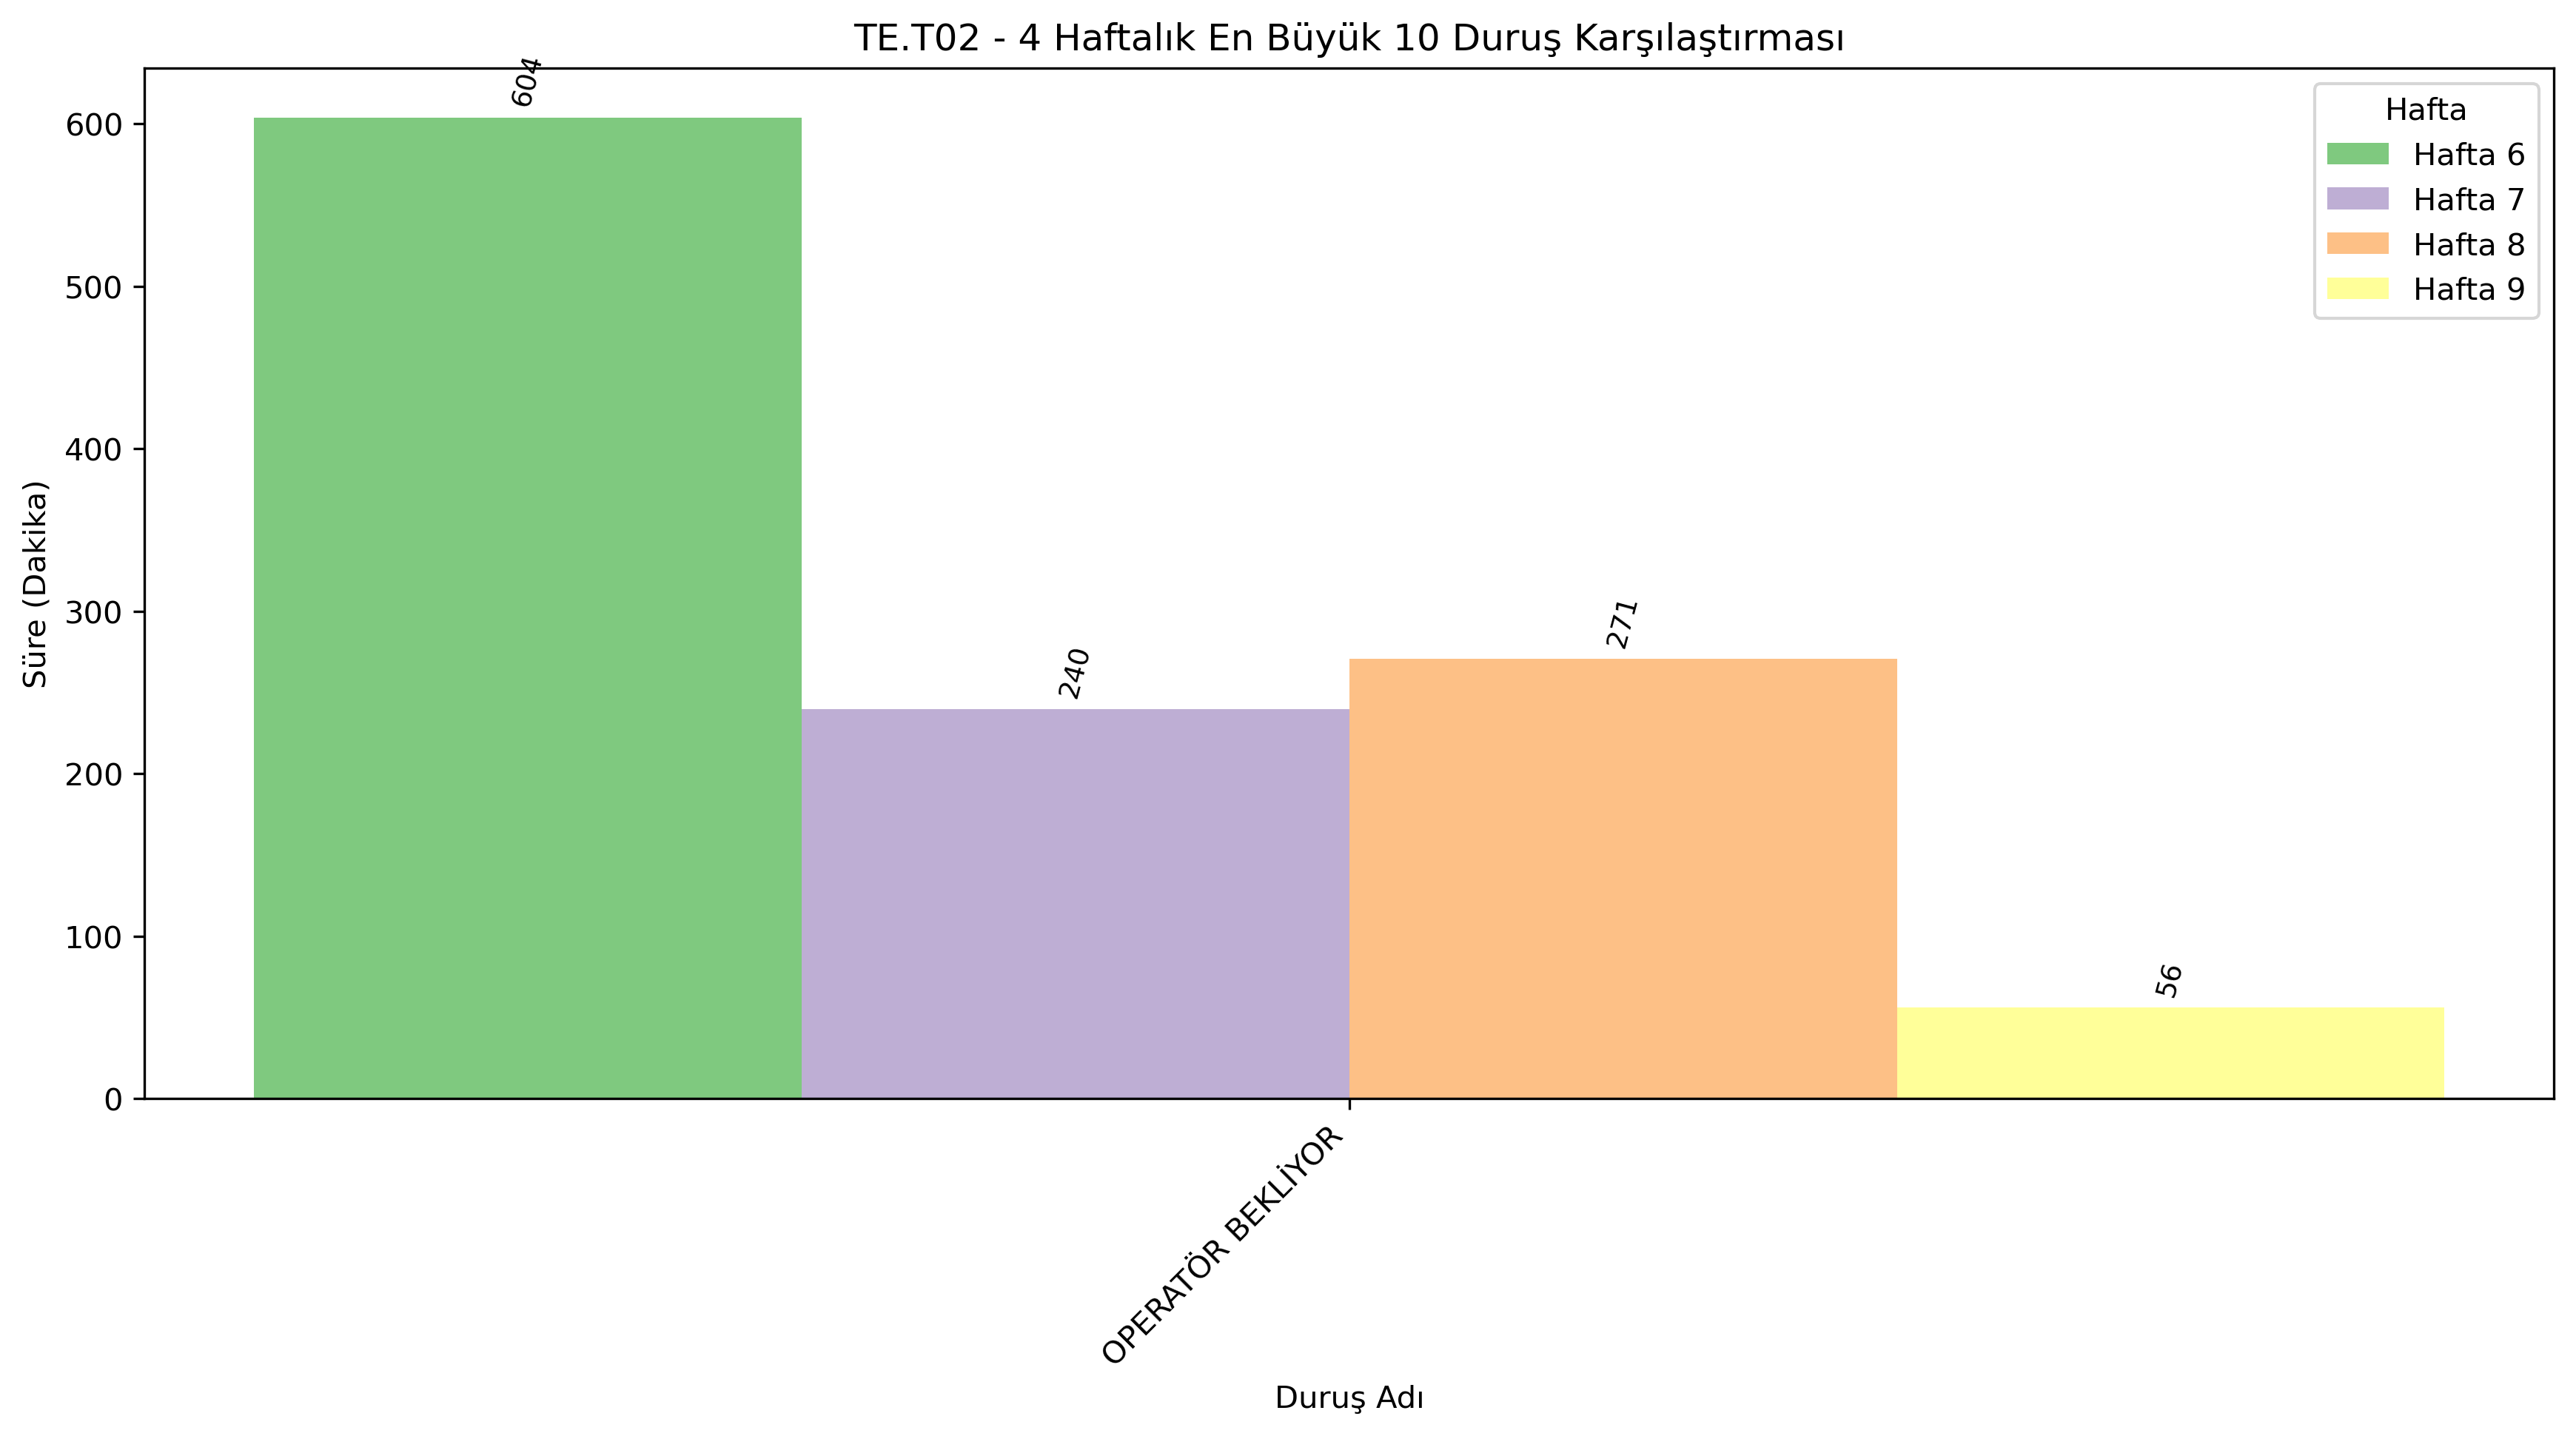 TE.T02 - 4 Haftalık En Büyük 10 Duruş Karşılaştırması
Süre (Dakika)
600
500
400
300
200
100
0
604
240
271
56
Hafta
Hafta 6
Hafta 7
Hafta 8
Hafta 9
OPERATÖR BEKLİYOR
Duruş Adı